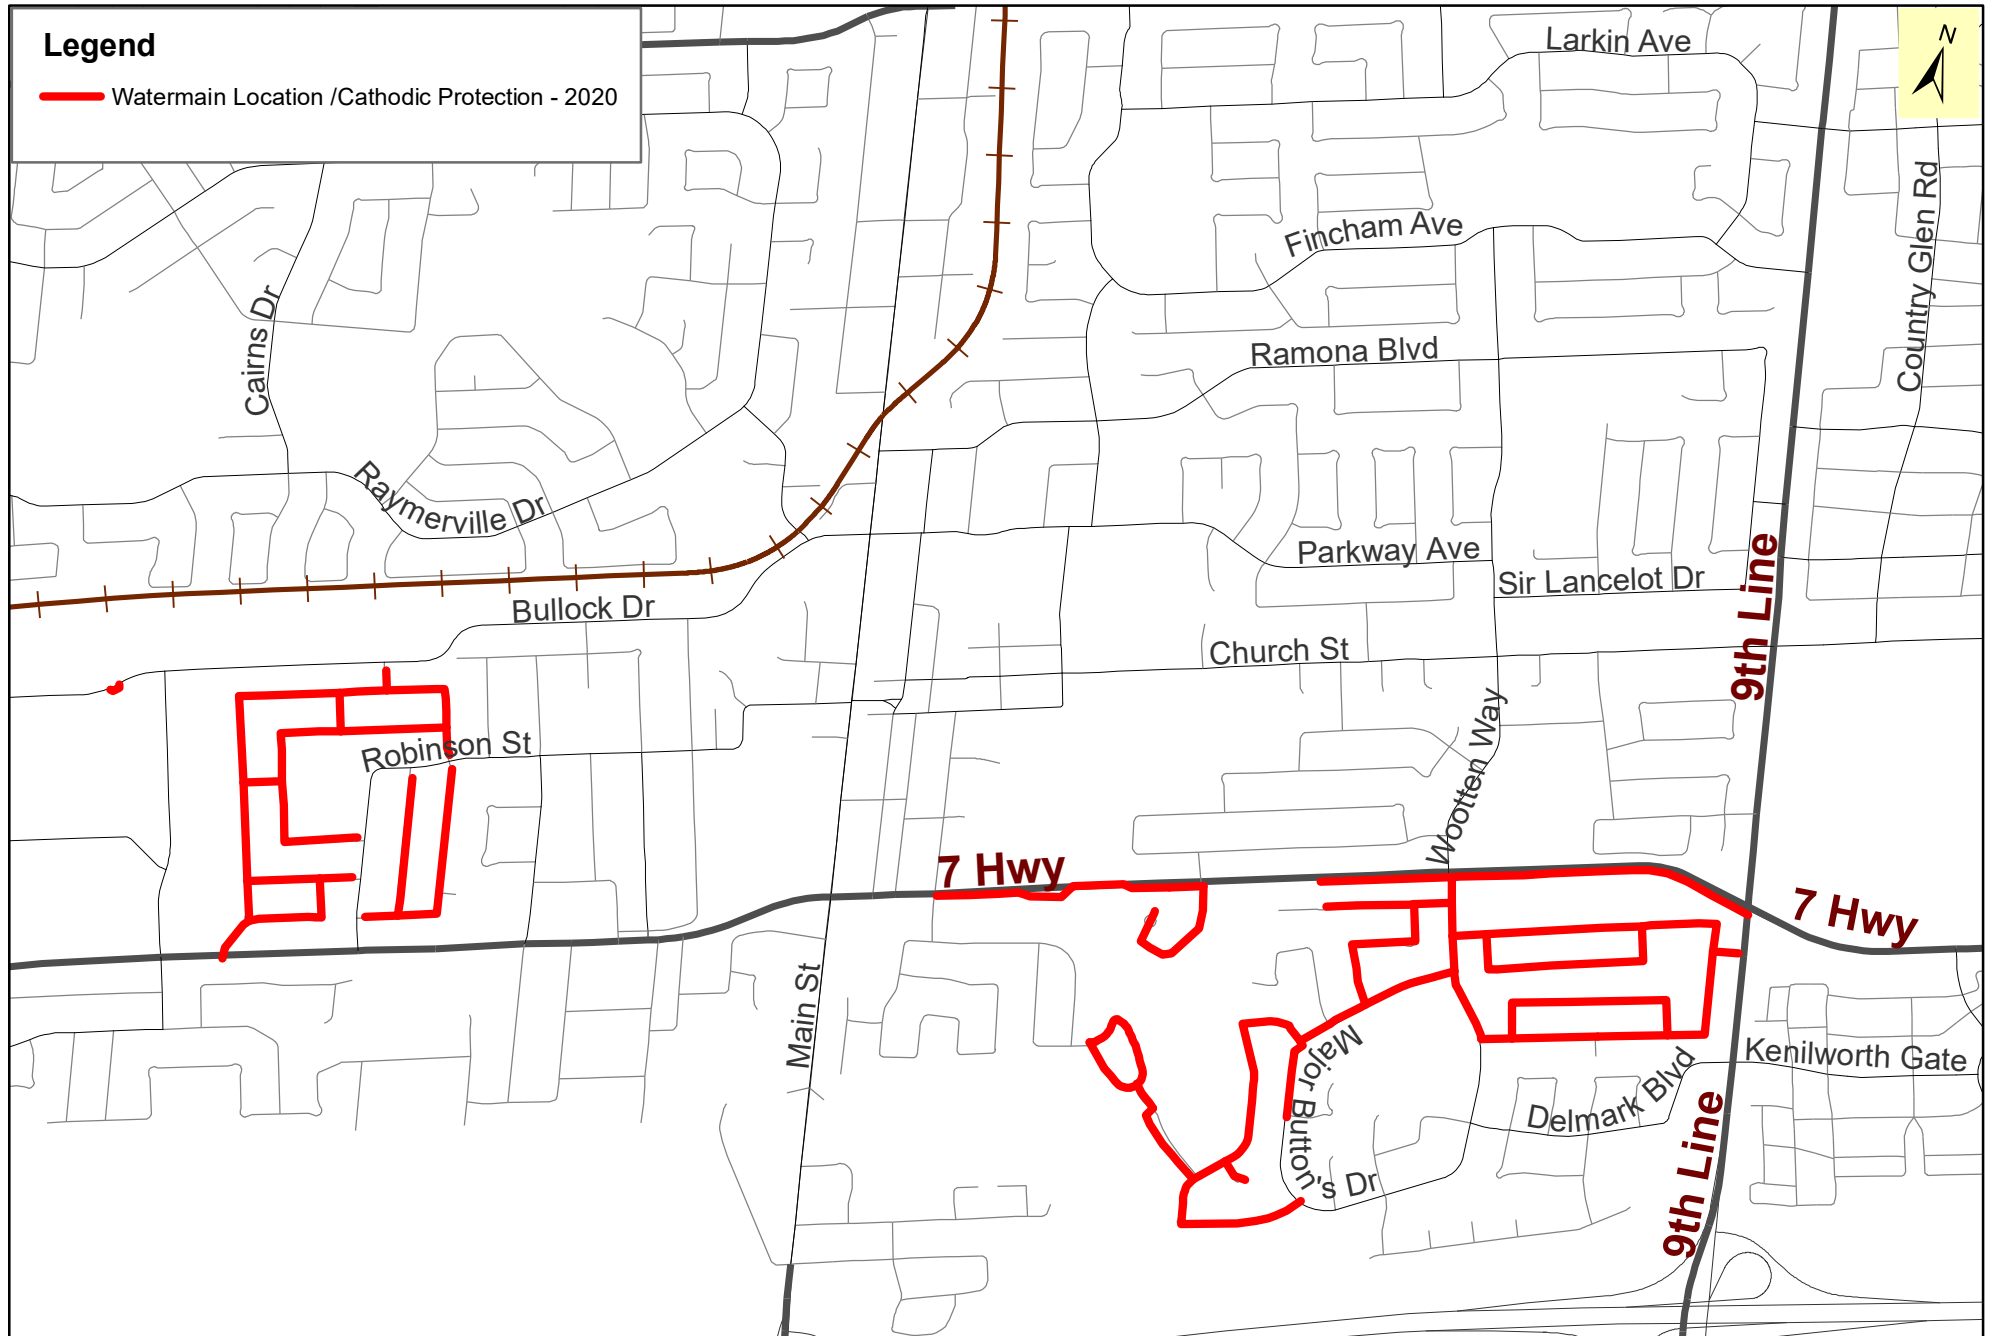 Legend
Watermain Location /Cathodic Protection - 2020
N
Larkin Ave
Fincham Ave
Country Glen Rd
Cairns Dr
Ramona Blvd
Raymerville Dr
Parkway Ave
Sir Lancelot Dr
Bullock Dr
9th Line
Church St
Robinson St
Wootten Way
7 Hwy
7 Hwy
Main St
Major Button's Dr
Kenilworth Gate
Delmark Blvd
9th Line